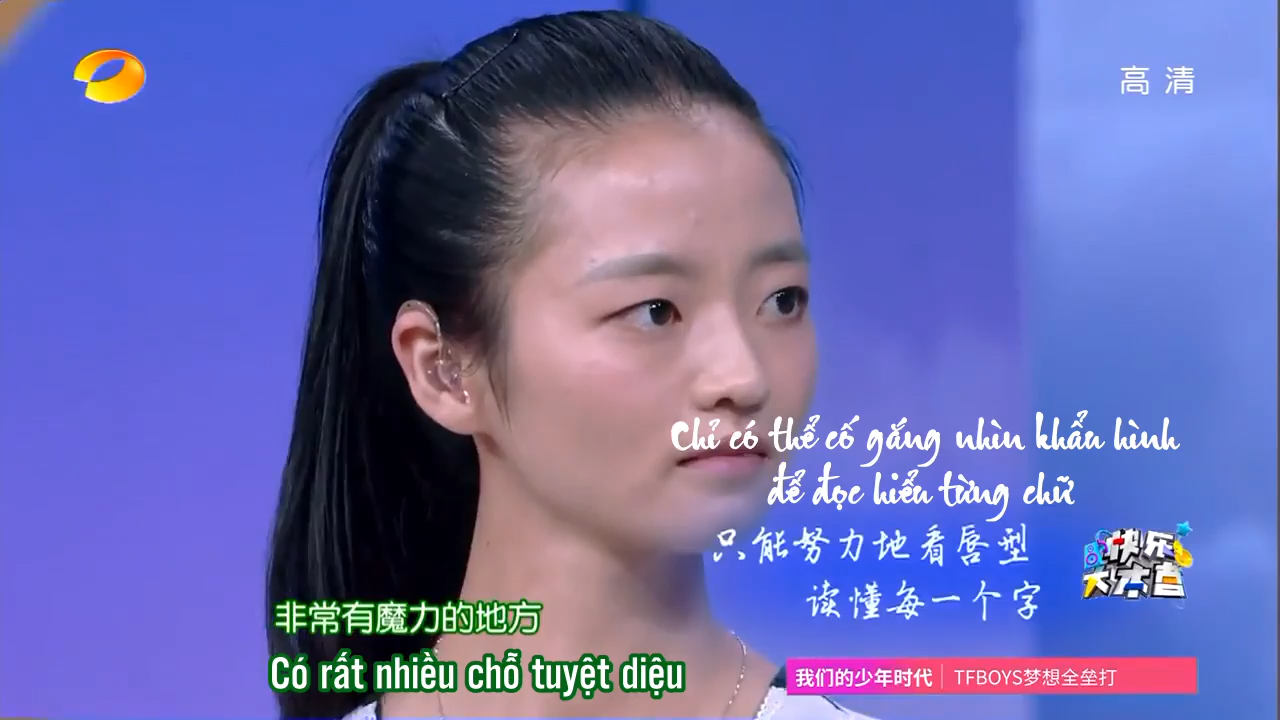 高清
Chỉ có thể cố gắng nhìn khẩu hình
để đọc hiểu từng chữ
只能努力地看唇型
读懂每一个字
快乐
大本营
非常有魔力的地方
Có rất nhiều chỗ tuyệt diệu
我们的少年时代 | TFBOYS梦想全垒打